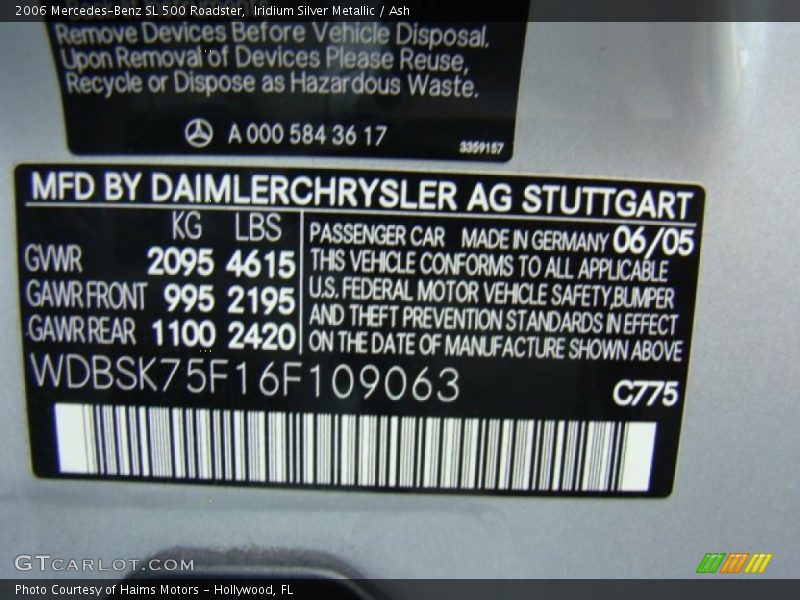 2006 Mercedes-Benz SL 500 Roadster, Iridium Silver Metallic / Ash
Remove Devices Before Vehicle Disposal.
Upon Removal of Devices Please Reuse,
Recycle or Dispose as Hazardous Waste.
A 000 584 36 17
3359157
MFD BY DAIMLERCHRYSLER AG STUTTGART
KG LBS
GVWR 2095 4615
GAWR FRONT 995 2195
GAWR REAR 1100 2420
PASSENGER CAR MADE IN GERMANY 06/05
THIS VEHICLE CONFORMS TO ALL APPLICABLE
U.S. FEDERAL MOTOR VEHICLE SAFETY,BUMPER
AND THEFT PREVENTION STANDARDS IN EFFECT
ON THE DATE OF MANUFACTURE SHOWN ABOVE
WDBSK75F16F109063
C775
GTCARLOT.COM
Photo Courtesy of Haims Motors - Hollywood, FL